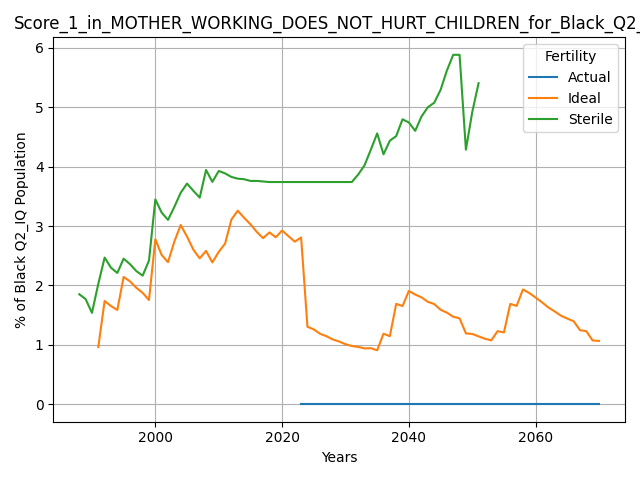 Score_1_in_MOTHER_WORKING_DOES_NOT_HURT_CHILDREN_for_Black_Q2_
Fertility
Actual
Ideal
Sterile
% of Black Q2_IQ Population
6
5
4
3
2
1
0
2000 2020 2040 2060
Years